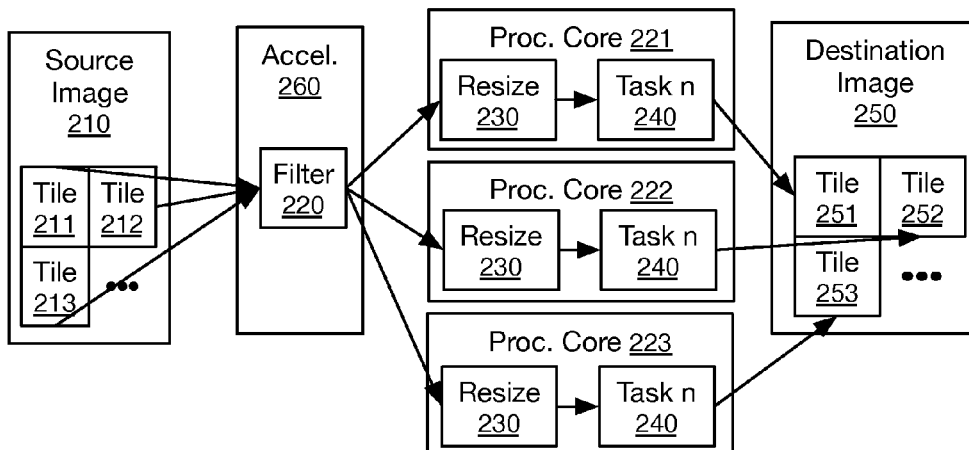 Source
Image
210
Tile
211
Tile
212
Tile
213
Accel.
260
Filter
220
Proc. Core 221
Resize
230
Task n
240
Proc. Core 222
Resize
230
Task n
240
Proc. Core 223
Resize
230
Task n
240
Destination
Image
250
Tile
251
Tile
252
Tile
253